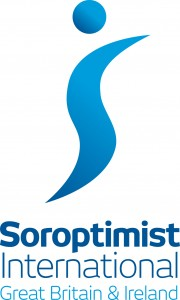 Soroptimist
International
Great Britain & Ireland